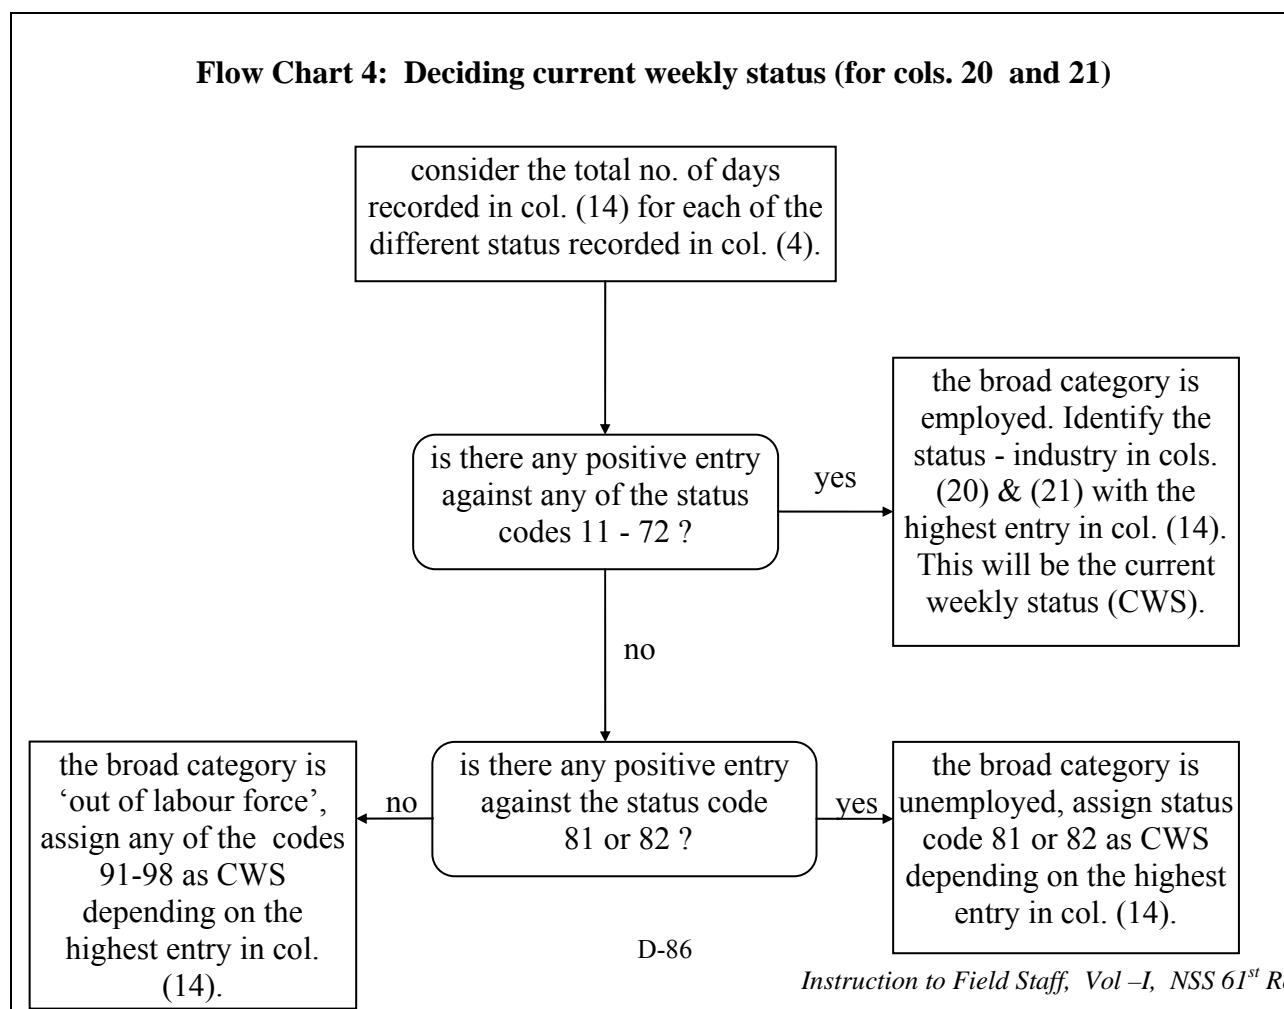 Flow Chart 4: Deciding current weekly status (for cols. 20 and 21)
consider the total no. of days
recorded in col. (14) for each of the
different status recorded in col. (4).
is there any positive entry
against any of the status
codes 11 - 72 ?
yes
the broad category is
employed. Identify the
status - industry in cols.
(20) & (21) with the
highest entry in col. (14).
This will be the current
weekly status (CWS).
no
is there any positive entry
against the status code
81 or 82 ?
no
the broad category is
‘out of labour force’,
assign any of the codes
91-98 as CWS
depending on the
highest entry in col.
(14).
yes
the broad category is
unemployed, assign status
code 81 or 82 as CWS
depending on the highest
entry in col. (14).
D-86
Instruction to Field Staff, Vol –I, NSS 61st